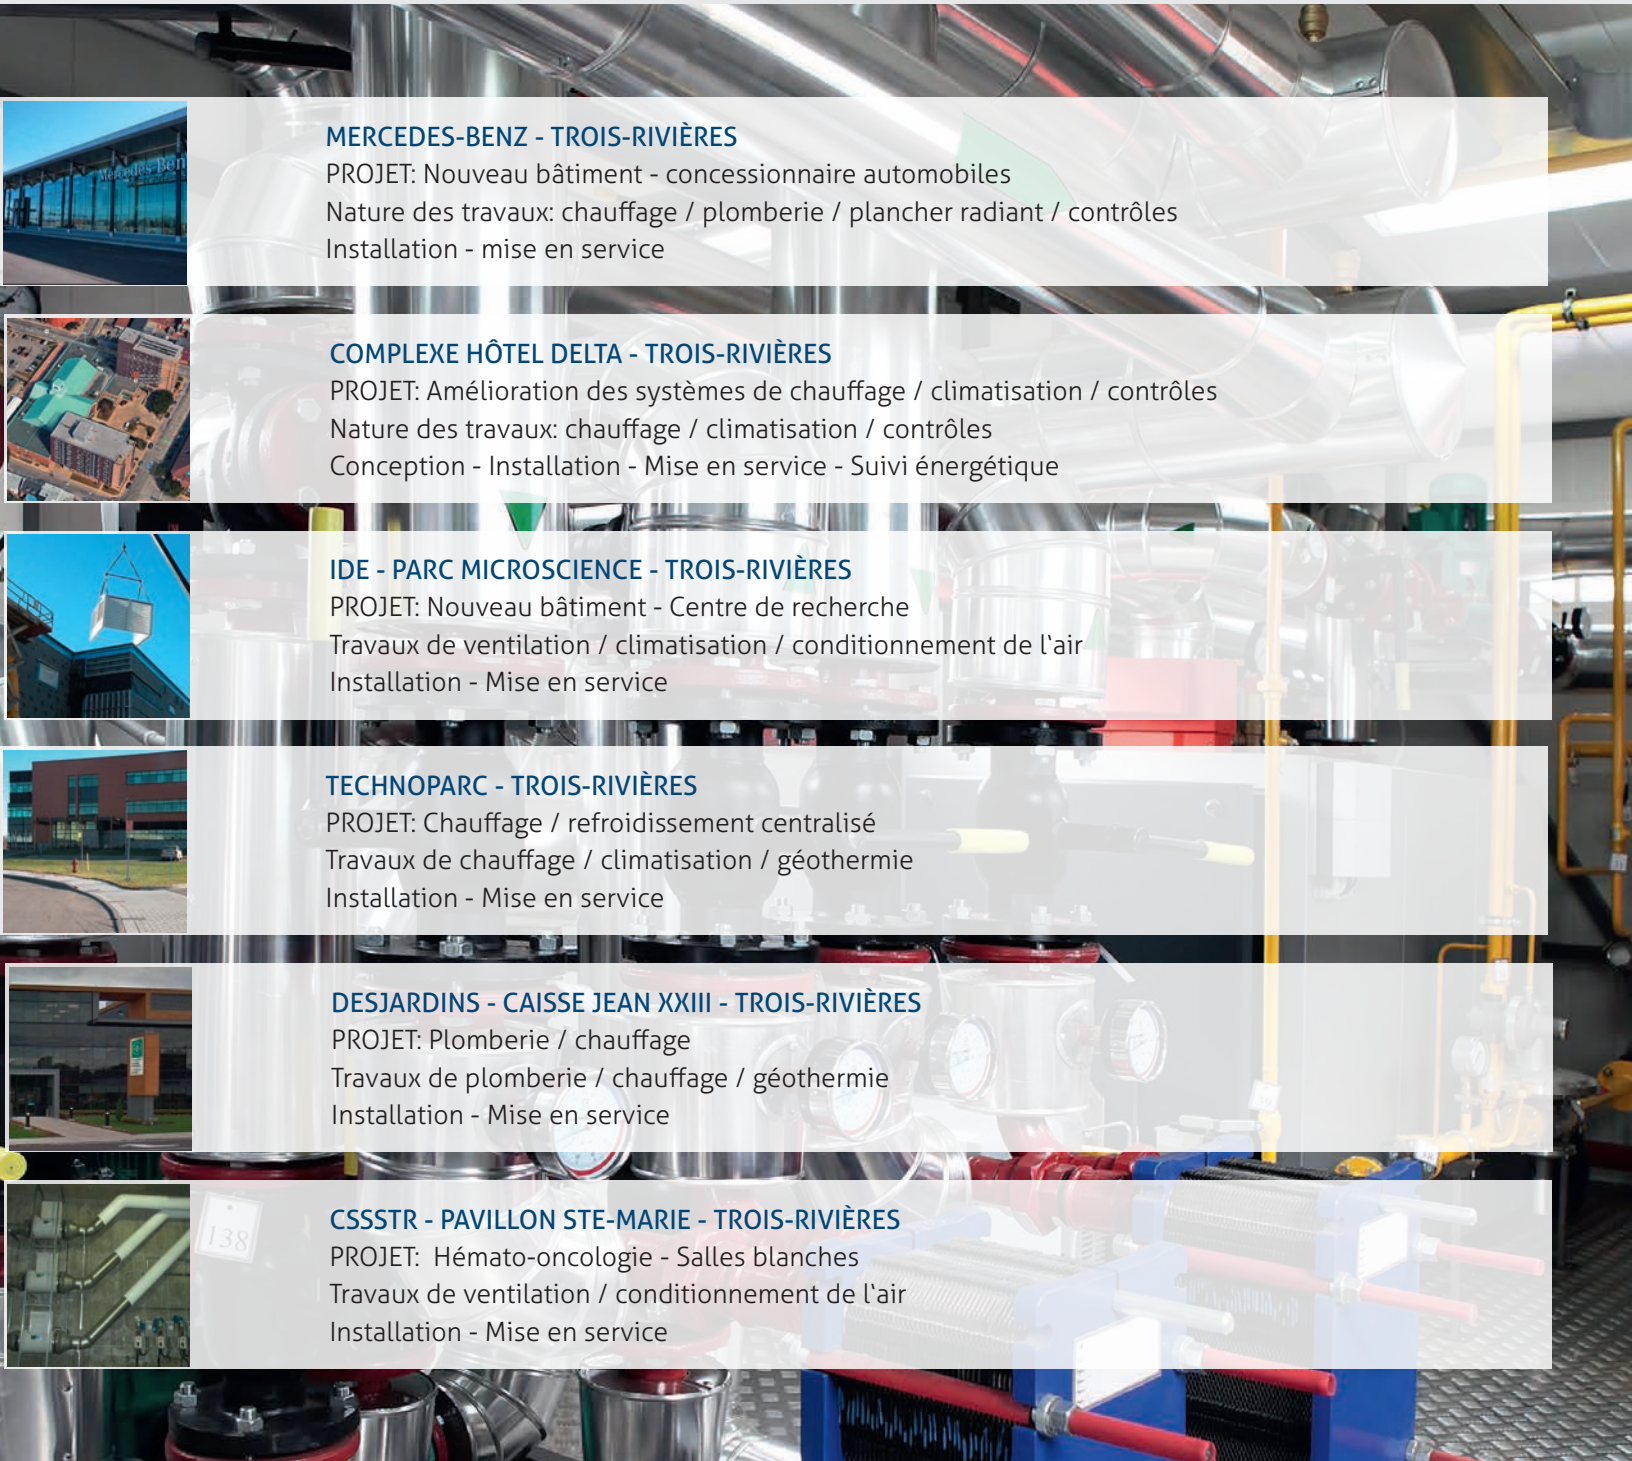 MERCEDES-BENZ - TROIS-RIVIÈRES
PROJET: Nouveau bâtiment - concessionnaire automobiles
Nature des travaux: chauffage / plomberie / plancher radiant / contrôles
Installation - mise en service
Mercedes-Ben
COMPLEXE HÔTEL DELTA - TROIS-RIVIÈRES
PROJET: Amélioration des systèmes de chauffage / climatisation / contrôles
Nature des travaux: chauffage / climatisation / contrôles
Conception - Installation - Mise en service - Suivi énergétique
IDE - PARC MICROSCIENCE - TROIS-RIVIÈRES
PROJET: Nouveau bâtiment - Centre de recherche
Travaux de ventilation / climatisation / conditionnement de l'air
Installation - Mise en service
TECHNOPARC - TROIS-RIVIÈRES
PROJET: Chauffage / refroidissement centralisé
Travaux de chauffage / climatisation / géothermie
Installation - Mise en service
DESJARDINS - CAISSE JEAN XXIII - TROIS-RIVIÈRES
PROJET: Plomberie / chauffage
Travaux de plomberie / chauffage / géothermie
Installation - Mise en service
CSSSTR - PAVILLON STE-MARIE - TROIS-RIVIÈRES
PROJET:  Hémato-oncologie - Salles blanches
Travaux de ventilation / conditionnement de l'air
Installation - Mise en service
138